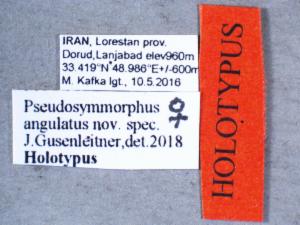 IRAN, Lorestan prov.
Dorud,Lanjabad elev960m
33.419°N 48.986°E+/-600m
M. Kafka lgt., 10.5.2016
Pseudosymmorphus ♀
angulatus nov. spec.
J.Gusenleitner,det.2018
Holotypus
HOLOTYPUS